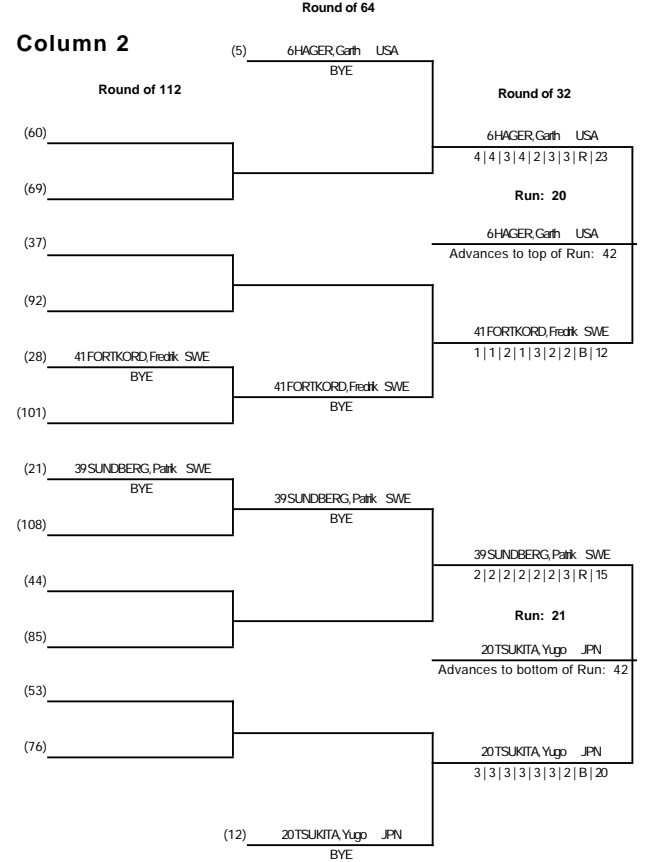 Round of 64
Column 2
(5) 6 HAGER, Garth USA
BYE
Round of 112
Round of 32
(60)
6 HAGER, Garth USA
4 | 4 | 3 | 4 | 2 | 3 | 3 | R | 23
(69)
Run: 20
(37)
6 HAGER, Garth USA
Advances to top of Run: 42
(92)
41 FORTKORD, Fredrik SWE
1 | 1 | 2 | 1 | 3 | 2 | 2 | B | 12
(28) 41 FORTKORD, Fredrik SWE
BYE
41 FORTKORD, Fredrik SWE
BYE
(101)
(21) 39 SUNDBERG, Patrik SWE
BYE
39 SUNDBERG, Patrik SWE
BYE
(108)
39 SUNDBERG, Patrik SWE
2 | 2 | 2 | 2 | 2 | 2 | 3 | R | 15
(44)
Run: 21
(85)
20 TSUKITA, Yugo JPN
Advances to bottom of Run: 42
(53)
(76)
20 TSUKITA, Yugo JPN
3 | 3 | 3 | 3 | 3 | 3 | 2 | B | 20
(12) 20 TSUKITA, Yugo JPN
BYE